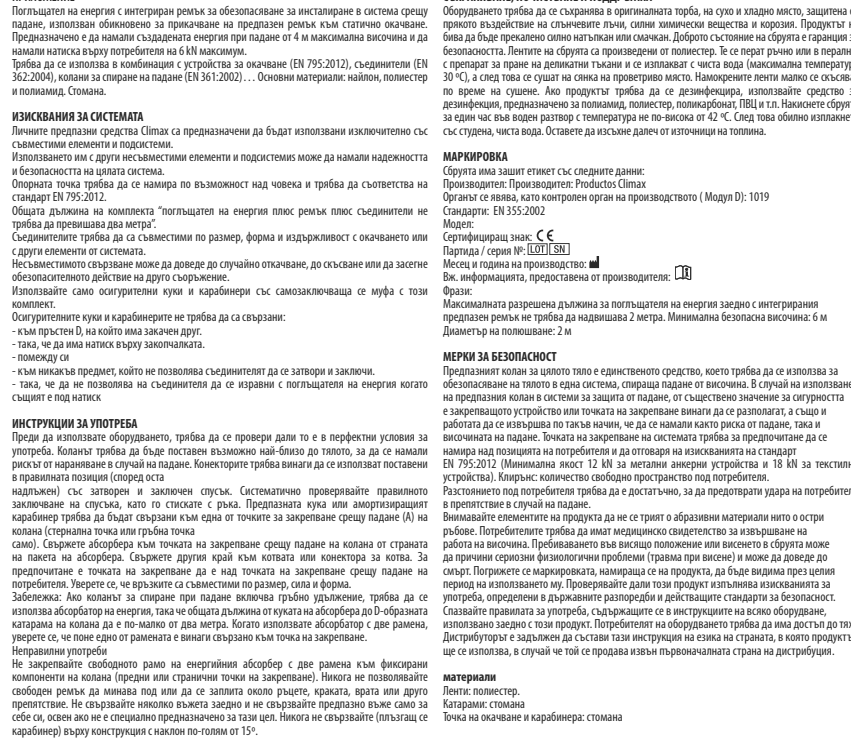 Поглъщател на енергия с интегриран ремък за обезопасяване за инсталиране в система срещу
падане, използван обикновено за прикачване на предпазен ремък към статично окачване.
Предназначено е да намали създадената енергия при падане от 4 m максимална височина и да
намали натиска върху потребителя на 6 kN максимум.
Трябва да се използва в комбинация с устройства за окачване (EN 795:2012), съединители (EN
362:2004), колани за спиране на падане (EN 361:2002)… Основни материали: найлон, полиестер
и полиамид. Стомана.
ИЗИСКВАНИЯ ЗА СИСТЕМАТА
Личните предпазни средства Climax са предназначени да бъдат използвани изключително със
съвместими елементи и подсистеми.
Използването им с други несъвместими елементи и подсистемис може да намали надежността
и безопасността на цялата система.
Опорната точка трябва да се намира по възможност над човека и трябва да съответства на
стандарт EN 795:2012.
Общата дължина на комплекта “поглъщател на енергия плюс ремък плюс съединители не
трябва да превишава два метра".
Съединителите трябва да са съвместими по размер, форма и издържливост с окачването или
с други елементи от системата.
Несъвместимото свързване може да доведе до случайно откачване, до скъсване или да засегне
обезопасителното действие на друго съоръжение.
Използвайте само осигурителни куки и карабинери със самозаключваща се муфа с този
комплект.
Осигурителните куки и карабинерите не трябва да са свързани:
- към пръстен D, на който има закачен друг.
- така, че да има натиск върху закопчалката.
- помежду си
- към никакъв предмет, който не позволява съединителят да се затвори и заключи.
- така, че да не позволява на съединителя да се изравни с поглъщателя на енергия когато
същият е под натиск
ИНСТРУКЦИИ ЗА УПОТРЕБА
Преди да използвате оборудването, трябва да се провери дали то е в перфектни условия за
употреба. Коланът трябва да бъде поставен възможно най-близо до тялото, за да се намали
рискът от нараняване в случай на падане. Конекторите трябва винаги да се използват поставени
в правилната позиция (според оста
надлъжен) със затворен и заключен спусък. Систематично проверявайте правилното
заключване на спусъка, като го стискате с ръка. Предпазната кука или амортизиращият
карабинер трябва да бъдат свързани към една от точките за закрепване срещу падане (A) на
колана (стернална точка или гръбна точка
само). Свържете абсорбера към точката на закрепване срещу падане на колана от страната
на пакета на абсорбера. Свържете другия край към котвата или конектора за котва. За
предпочитане е точката на закрепване да е над точката на закрепване срещу падане на
потребителя. Уверете се, че връзките са съвместими по размер, сила и форма.
Забележка: Ако коланът за спиране при падане включва гръбно удължение, трябва да се
използва абсорбатор на енергия, така че общата дължина от куката на абсорбера до D-образната
катарама на колана да е по-малко от два метра. Когато използвате абсорбатор с две рамена,
уверете се, че поне едно от рамената е винаги свързано към точка на закрепване.
Неправилни употреби
Не закрепвайте свободното рамо на енергийния абсорбер с две рамена към фиксирани
компоненти на колана (предни или странични точки на закрепване). Никога не позволявайте
свободен ремък да минава под или да се заплита около ръцете, краката, врата или друго
препятствие. Не свързвайте няколко въжета заедно и не свързвайте предпазно въже само за
себе си, освен ако не е специално предназначено за тази цел. Никога не свързвайте (плъзгащ се
карабинер) върху конструкция с наклон по-голям от 15º.
Оборудването трябва да се съхранява в оригиналната торба, на сухо и хладно място, защитена
прякото въздействие на слънчевите лъчи, силни химически вещества и корозия. Продуктът
бива да бъде прекалено силно натъпкан или смачкан. Доброто състояние на сбруята е гаранция
безопасността. Лентите на сбруята са произведени от полиестер. Те се перат ръчно или в
с препарат за пране на деликатни тъкани и се изплакват с чиста вода (максимална
30 ºC), а след това се сушат на сянка на проветриво място. Намокрените ленти малко се
по време на сушене. Ако продуктът трябва да се дезинфекцира, използвайте средство
дезинфекция, предназначено за полиамид, полиестер, поликарбонат, ПВЦ и т.п. Накиснете
за един час във воден разтвор с температура не по-висока от 42 ºC. След това обилно
със студена, чиста вода. Оставете да изсъхне далеч от източници на топлина.
МАРКИРОВКА
Сбруята има зашит етикет със следните данни:
Производител: Производител: Productos Climax
Органът се явява, като контролен орган на производството ( Модул D): 1019
Стандарти: EN 355:2002
Модел:
Сертифициращ знак: CE
Партида / серия Nº: LOT SN
Месец и година на производство:
Вж. информацията, предоставена от производителя:
Фрази:
Максималната разрешена дължина за поглъщателя на енергия заедно с интегрирания
предпазен ремък не трябва да надвишава 2 метра. Минимална безопасна височина: 6 м
Диаметър на полюшване: 2 м
МЕРКИ ЗА БЕЗОПАСНОСТ
Предпазният колан за цялото тяло е единственото средство, което трябва да се използва за
обезопасяване на тялото в една система, спираща падане от височина. В случай на използване
на предпазния колан в системи за защита от падане, от съществено значение за сигурността
е закрепващото устройство или точката на закрепване винаги да се разполагат, а също и
работата да се извършва по такъв начин, че да се намали както риска от падане, така и
височината на падане. Точката на закрепване на системата трябва за предпочитане да се
намира над позицията на потребителя и да отговаря на изискванията на стандарт
EN 795:2012 (Минимална якост 12 kN за метални анкерни устройства и 18 kN за
устройства). Клирънс: количество свободно пространство под потребителя.
Разстоянието под потребителя трябва да е достатъчно, за да предотврати удара на
в препятствие в случай на падане.
Внимавайте елементите на продукта да не се трият о абразивни материали нито о остри
ръбове. Потребителите трябва да имат медицинско свидетелство за извършване на
работа на височина. Пребиваването във висящо положение или висенето в сбруята може
да причини сериозни физиологични проблеми (травма при висене) и може да доведе до
смърт. Погрижете се маркировката, намираща се на продукта, да бъде видима през целия
период на използването му. Проверявайте дали този продукт изпълнява изискванията за
употреба, определени в държавните разпоредби и действащите стандарти за безопасност.
Спазвайте правилата за употреба, съдържащите се в инструкциите на всяко оборудване,
използвано заедно с този продукт. Потребителят на оборудването трябва да има достъп до
Дистрибуторът е задължен да състави тази инструкция на езика на страната, в която
ще се използва, в случай че той се продава извън първоначалната страна на дистрибуция.
материали
Ленти: полиестер.
Катарами: стомана
Точка на окачване и карабинера: стомана